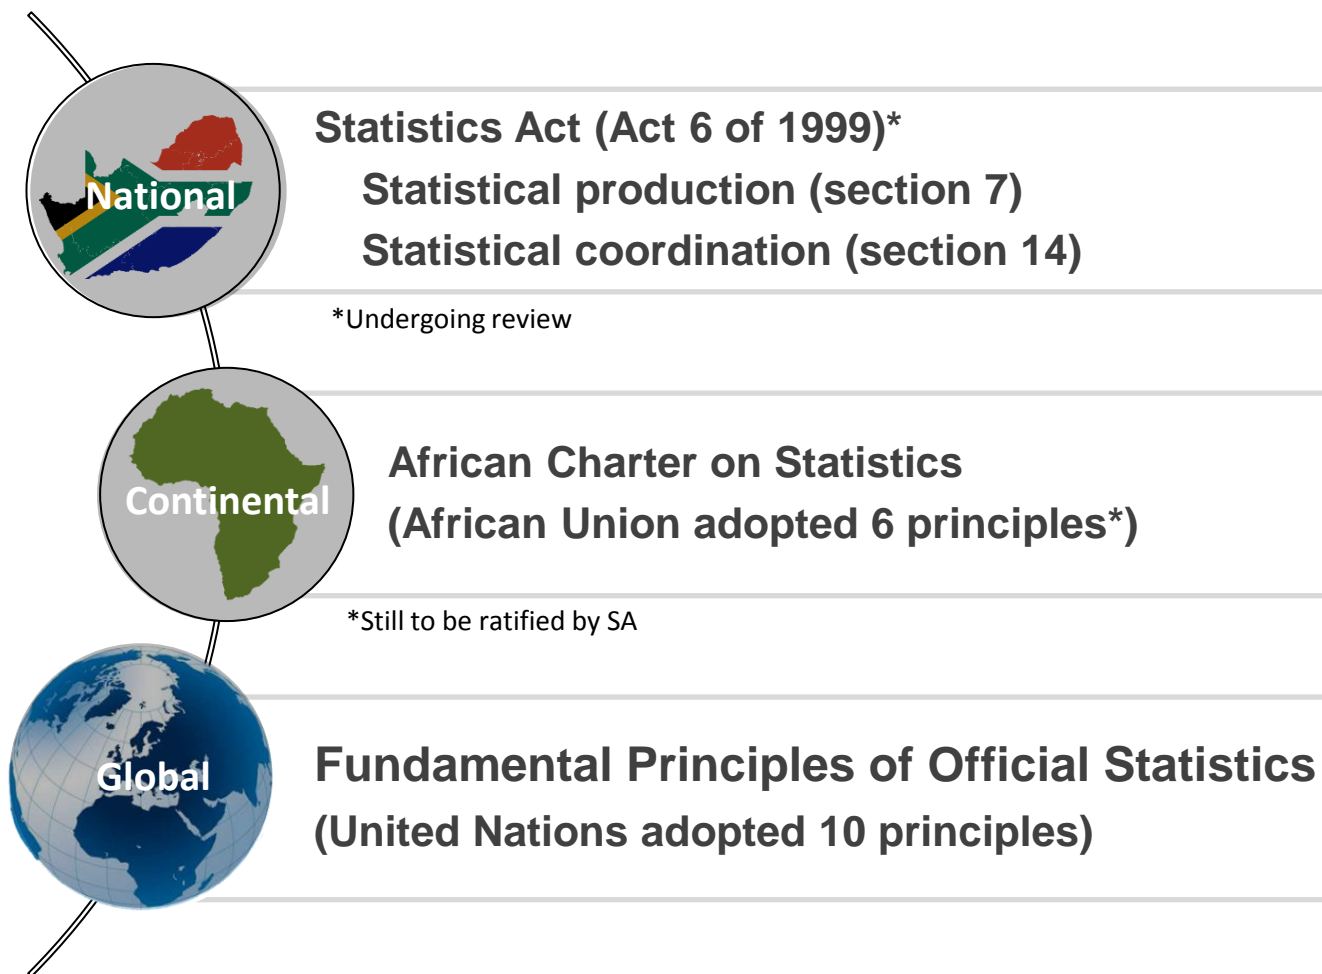 National
Statistics Act (Act 6 of 1999)*
Statistical production (section 7)
Statistical coordination (section 14)
*Undergoing review
Continental
African Charter on Statistics
(African Union adopted 6 principles*)
*Still to be ratified by SA
Global
Fundamental Principles of Official Statistics
(United Nations adopted 10 principles)